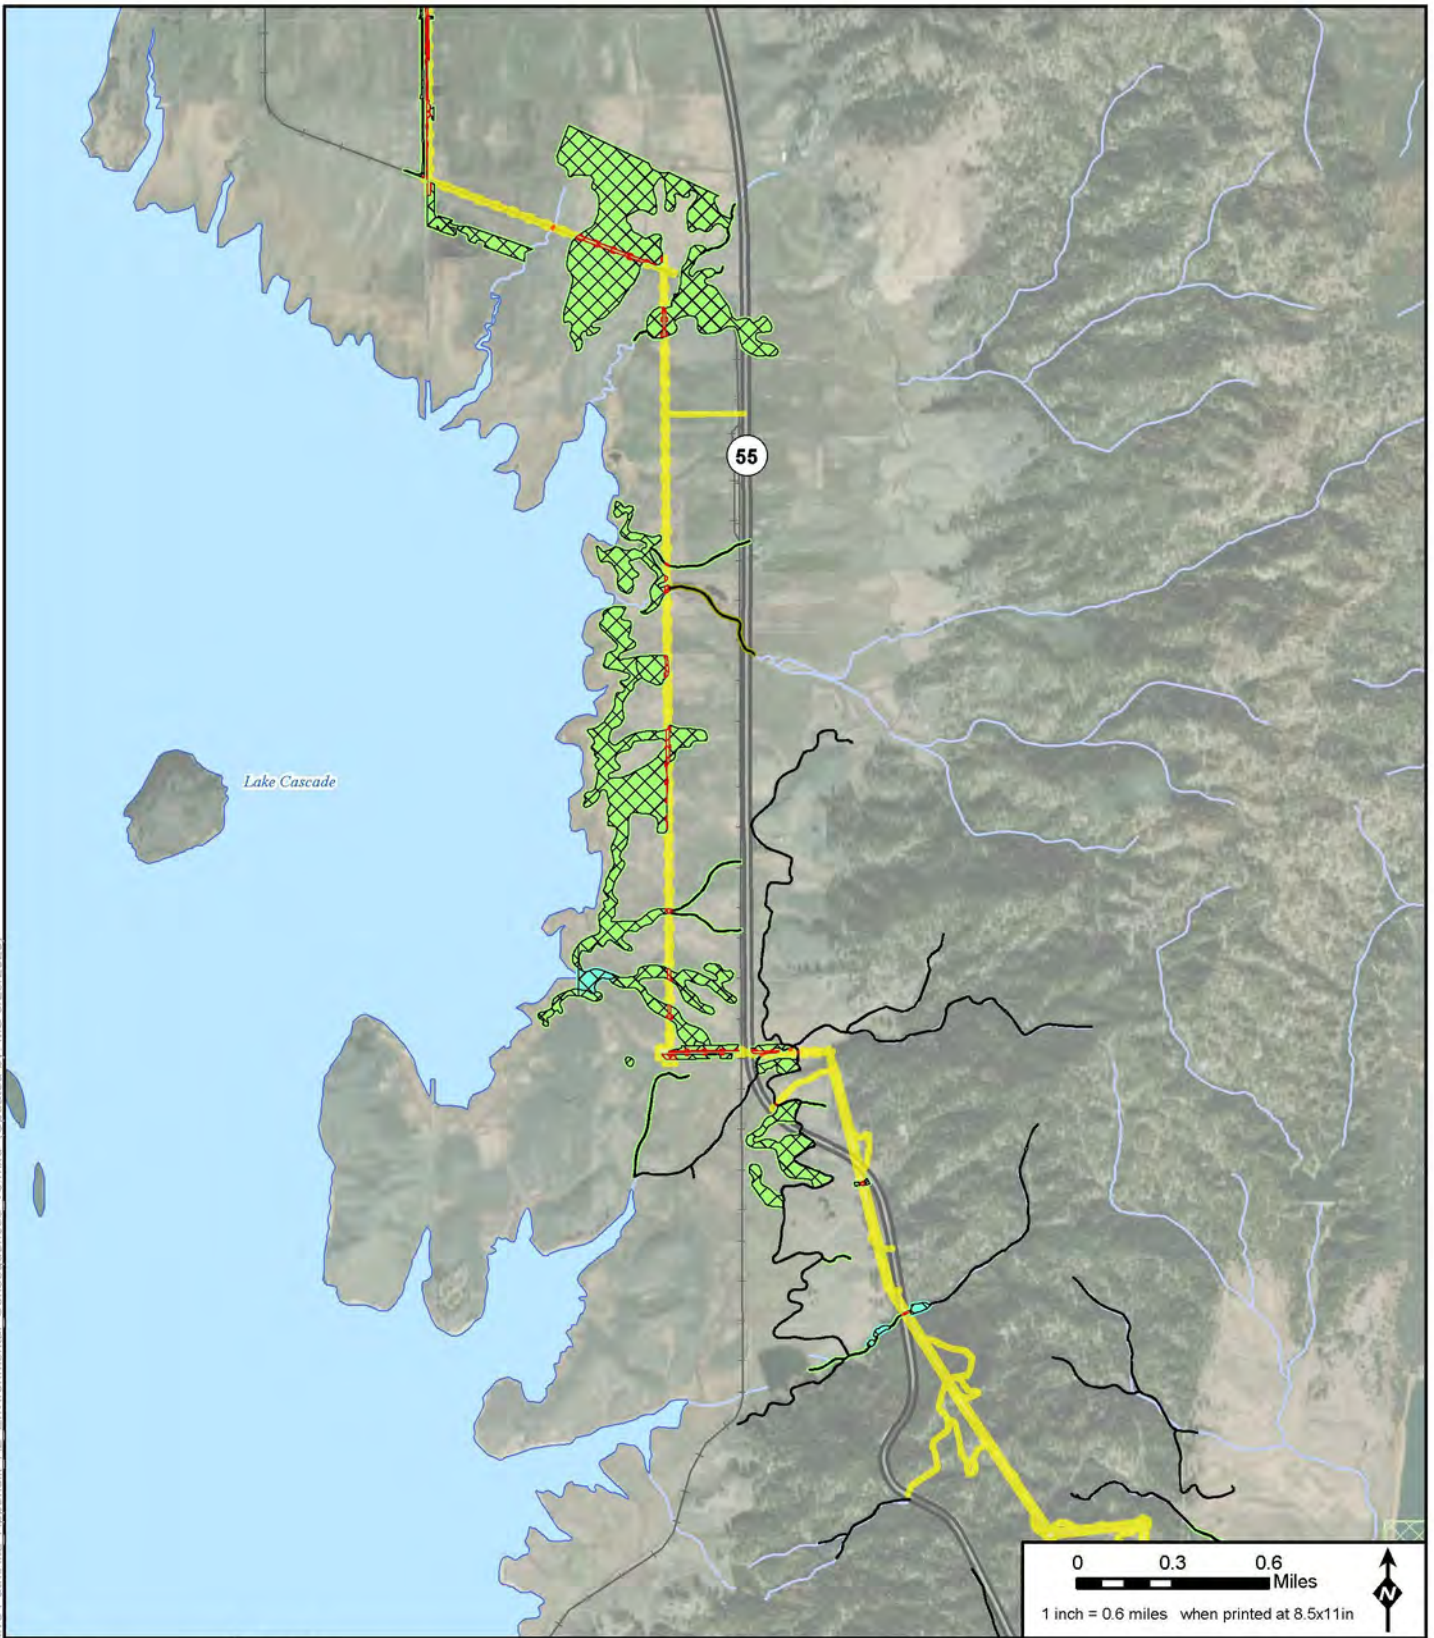 55
Lake Cascade
0 0.3 0.6
Miles
1 inch = 0.6 miles when printed at 8.5x11in
N